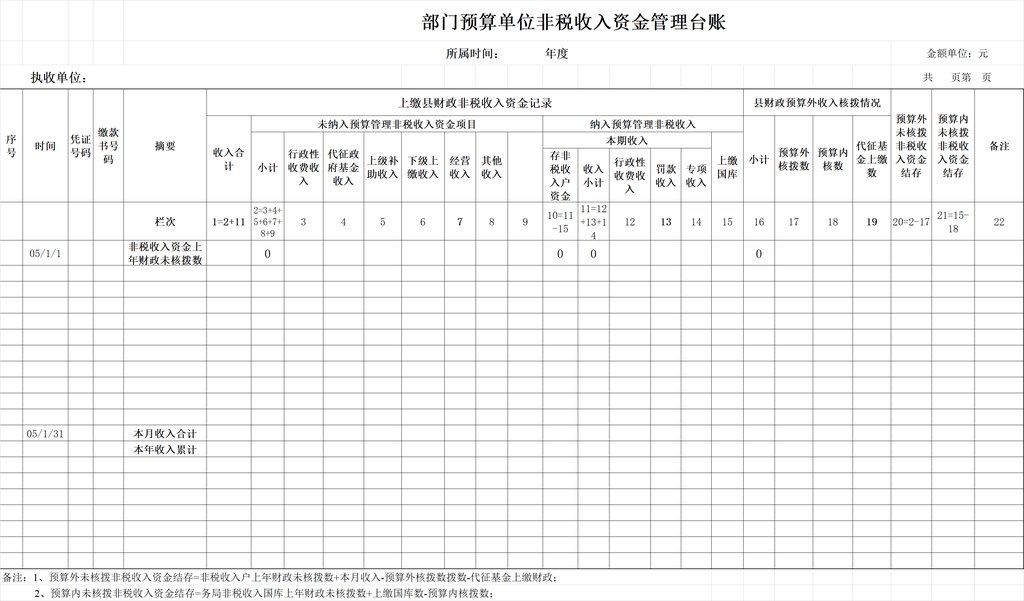 部门预算单位非税收入资金管理台账
所属时间： 年度
金额单位：元
执收单位：
共 页第 页
序号
时间
凭证号码
缴款书号码
摘要
上缴县财政非税收入资金记录
县财政预算外收入核拨情况
预算外未核拨非税收入资金结存
预算内未核拨非税收入资金结存
备注
收入合计
未纳入预算管理非税收入资金项目
纳入预算管理非税收入
小计
行政性收费收入
代征政府基金收入
上级补助收入
下级上缴收入
经营收入
其他收入
存非税收入户资金
本期收入
收入小计
行政性收费收入
罚款收入
专项收入
上缴国库
小计
预算外核拨数
预算内核数
代征基金上缴数
栏次 1=2+11 2=3+4+5+6+7+8+9 3 4 5 6 7 8 9 10=11-15 11=12+13+14 12 13 14 15 16 17 18 19 20=2-17 21=15-18 22
05/1/1 非税收入资金上年财政未核拨数 0 0 0 0
05/1/31 本月收入合计
本年收入累计
备注：1、预算外未核拨非税收入资金结存=非税收入户上年财政未核拨数+本月收入-预算外核拨数拨数-代征基金上缴财政；
2、预算内未核拨非税收入资金结存=务局非税收入国库上年财政未核拨数+上缴国库数-预算内核拨数；